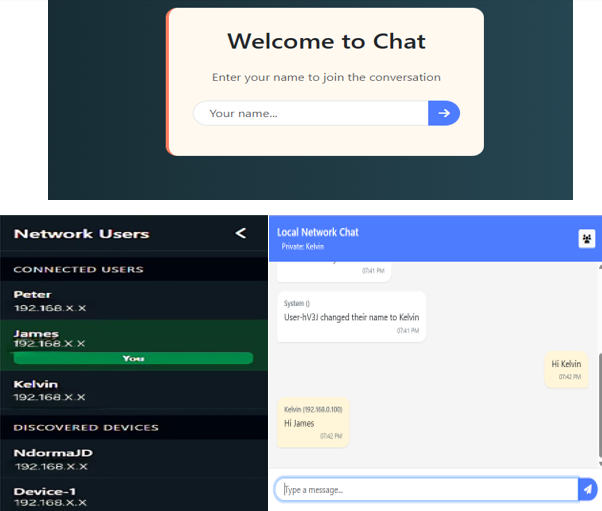 Welcome to Chat
Enter your name to join the conversation
Your name...
Network Users
CONNECTED USERS
Peter
192.168.X.X
James
192.168.X.X
You
Kelvin
192.168.X.X
DISCOVERED DEVICES
NdormaJD
192.168.X.X
Device-1
192.168.X.X
Local Network Chat
Private: Kelvin
07:41 PM
System ()
User-hV3J changed their name to Kelvin
07:41 PM
Hi Kelvin
07:42 PM
Kelvin (192.168.0.100)
Hi James
07:42 PM
Type a message...